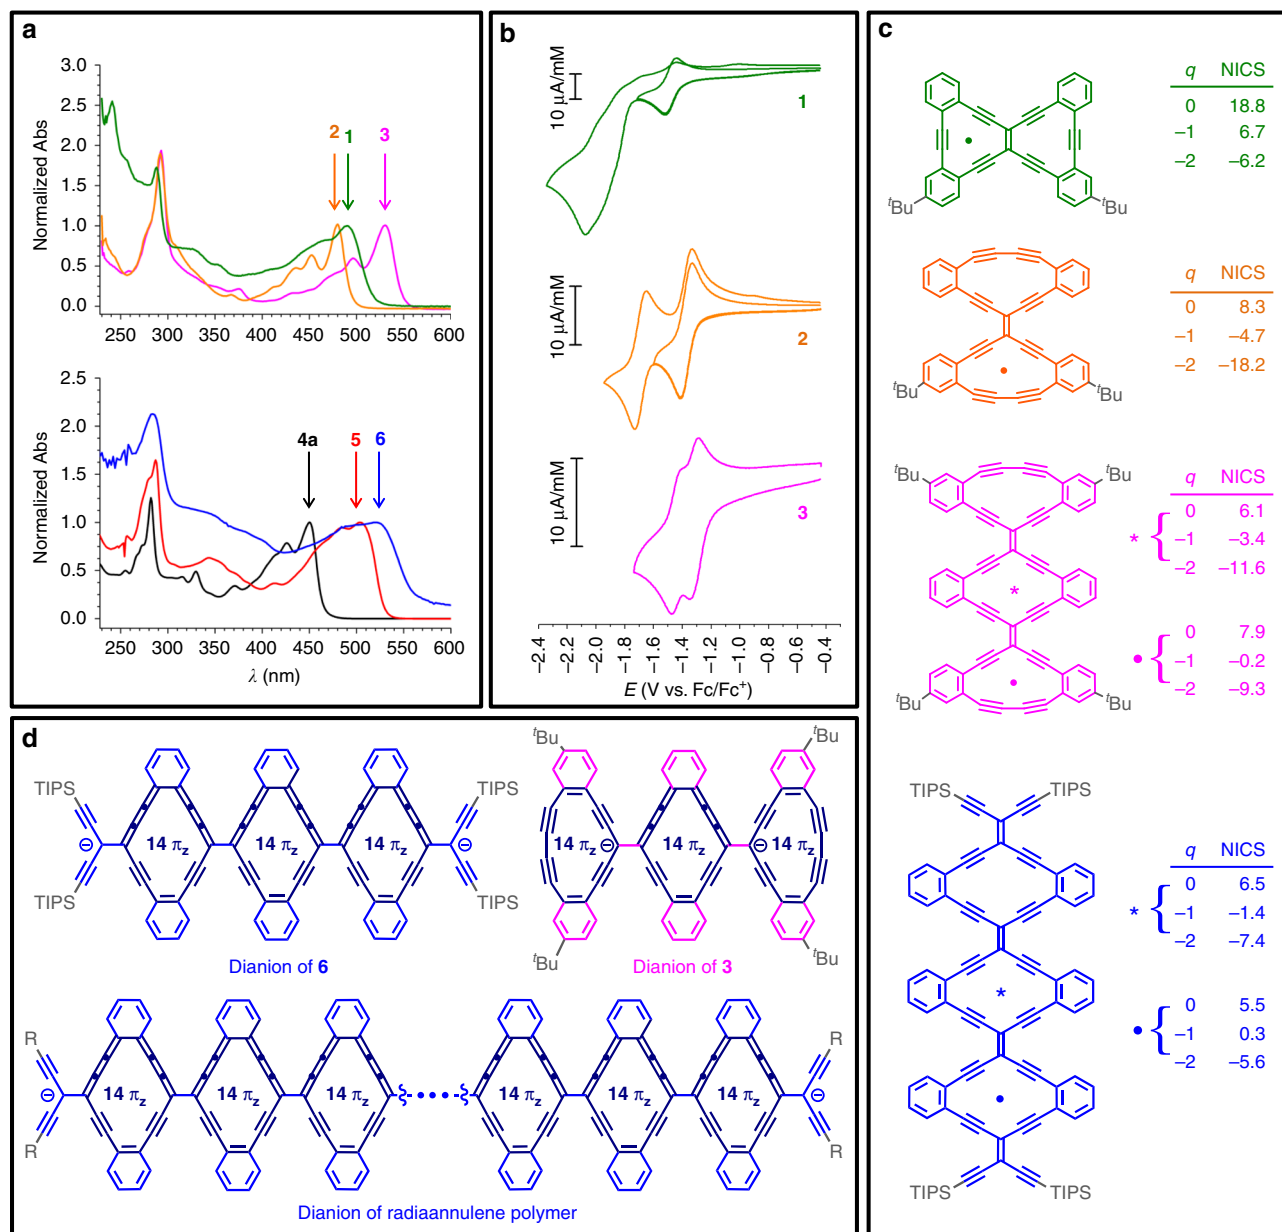 a
3.0
2.5
2.0
1.5
1.0
0.5
0.0
Normalized Abs
2 1 3
250 300 350 400 450 500 550 600
2.5
2.0
1.5
1.0
0.5
0.0
Normalized Abs
4a 5 6
250 300 350 400 450 500 550 600
λ (nm)
b
10 µA/mM
1
10 µA/mM
2
10 µA/mM
3
−2.4 −2.2 −2.0 −1.8 −1.6 −1.4 −1.2 −1.0 −0.8 −0.6 −0.4
E (V vs. Fc/Fc⁺)
c
q NICS
0 18.8
−1 6.7
−2 −6.2
ᵗBu ᵗBu
q NICS
0 8.3
−1 −4.7
−2 −18.2
ᵗBu ᵗBu
ᵗBu ᵗBu
q NICS
0 6.1
* { −1 −3.4
−2 −11.6
*
0 7.9
• { −1 −0.2
−2 −9.3
ᵗBu ᵗBu
TIPS TIPS
q NICS
0 6.5
* { −1 −1.4
−2 −7.4
*
0 5.5
• { −1 0.3
−2 −5.6
TIPS TIPS
d
TIPS TIPS
⊖ 14 πz 14 πz 14 πz ⊖
TIPS TIPS
Dianion of 6
ᵗBu ᵗBu
14 πz ⊖ 14 πz ⊖ 14 πz
ᵗBu ᵗBu
Dianion of 3
R R
⊖ 14 πz 14 πz 14 πz 14 πz 14 πz 14 πz ⊖
R R
Dianion of radiaannulene polymer